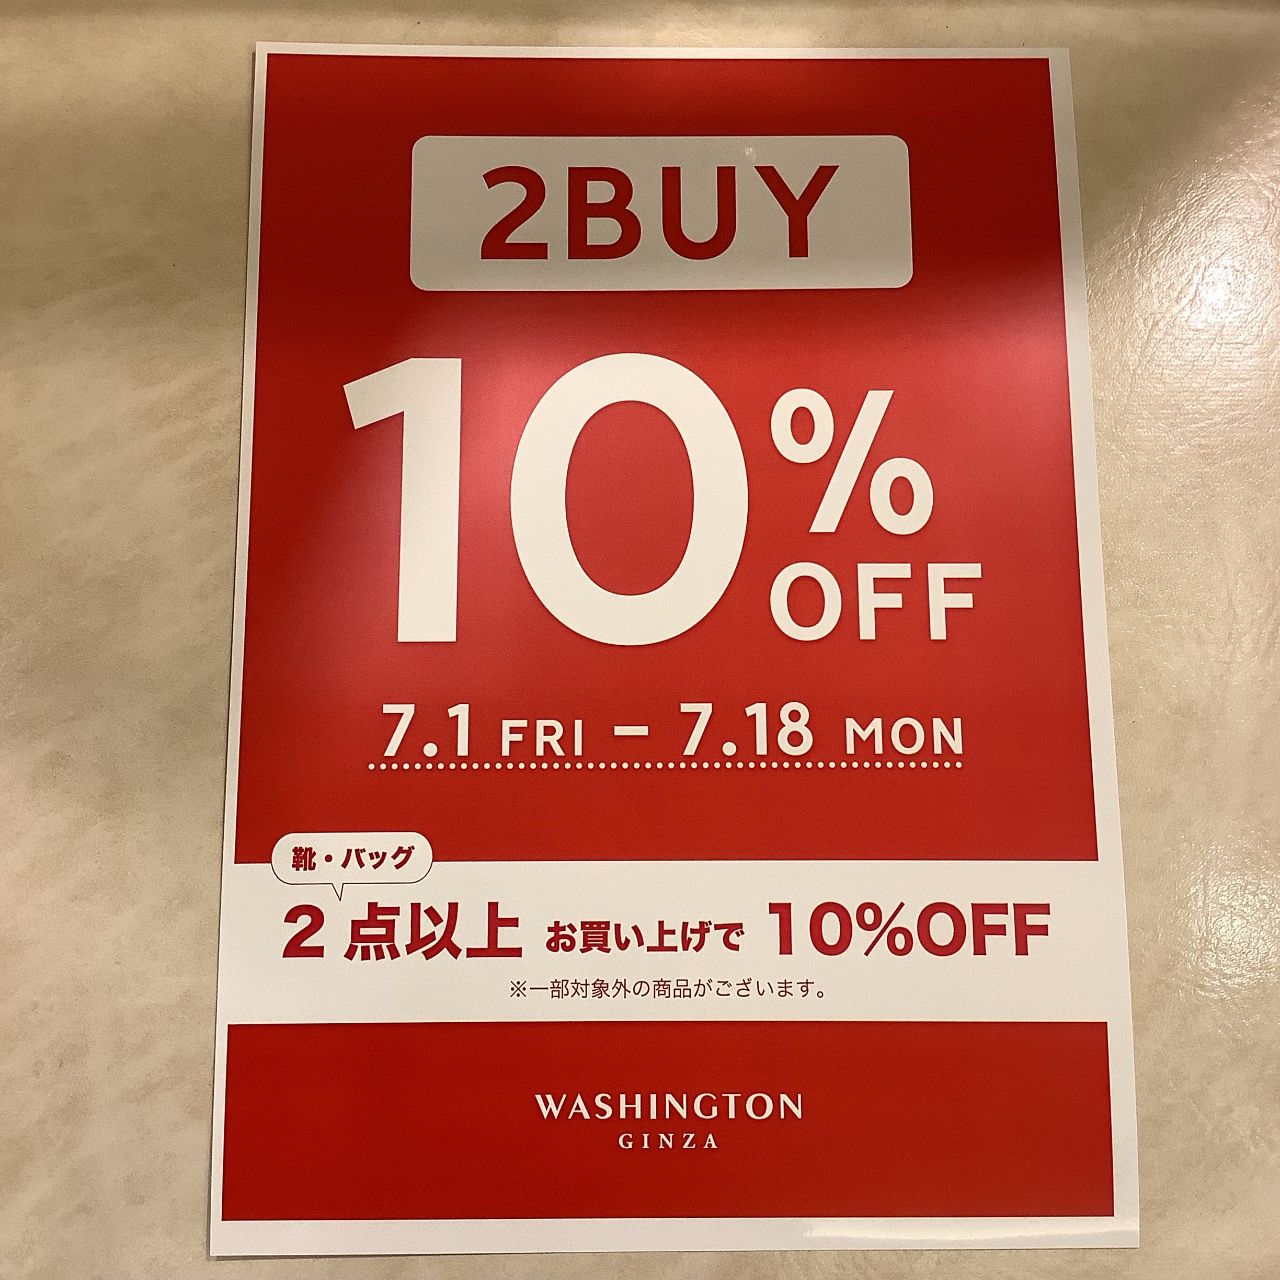 2BUY
10%
OFF
7.1 FRI - 7.18 MON
靴・バッグ
2点以上 お買い上げで 10%OFF
※一部対象外の商品がございます。
WASHINGTON
GINZA